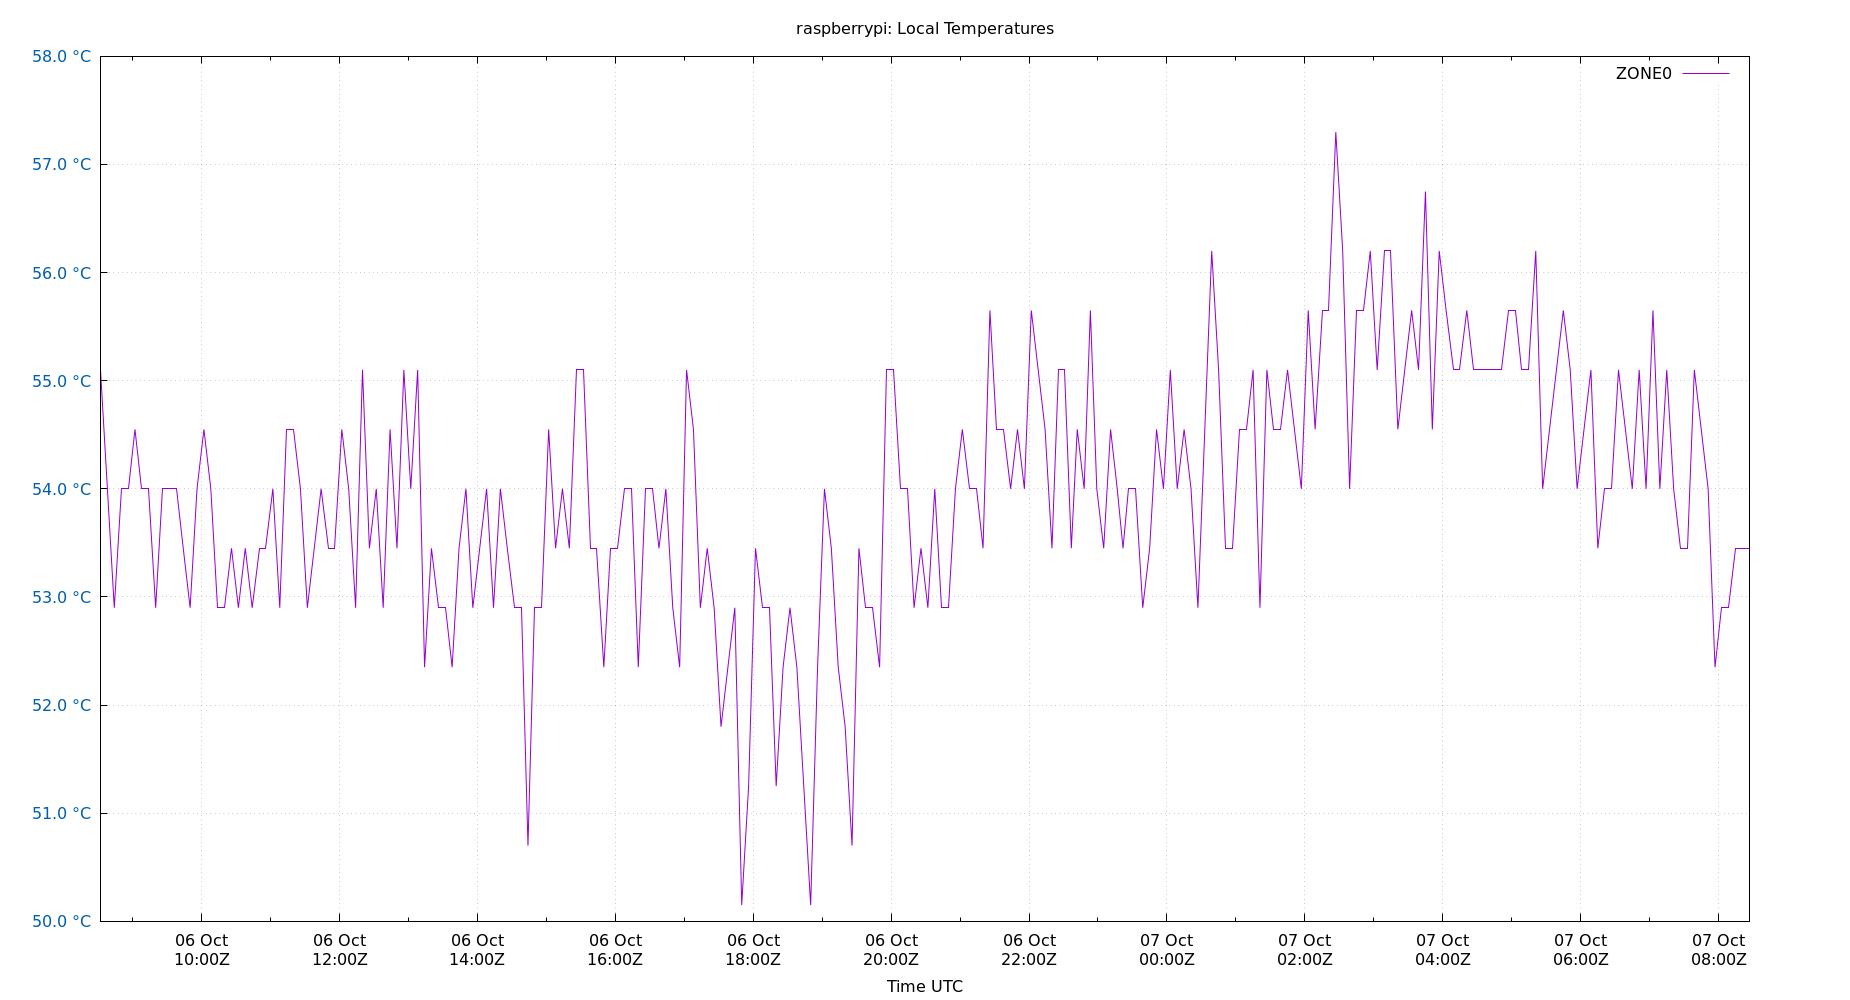 raspberrypi: Local Temperatures
58.0 °C
ZONE0
57.0 °C
56.0 °C
55.0 °C
54.0 °C
53.0 °C
52.0 °C
51.0 °C
50.0 °C
06 Oct 06 Oct 06 Oct 06 Oct 06 Oct 06 Oct 06 Oct 07 Oct 07 Oct 07 Oct 07 Oct 07 Oct
10:00Z 12:00Z 14:00Z 16:00Z 18:00Z 20:00Z 22:00Z 00:00Z 02:00Z 04:00Z 06:00Z 08:00Z
Time UTC